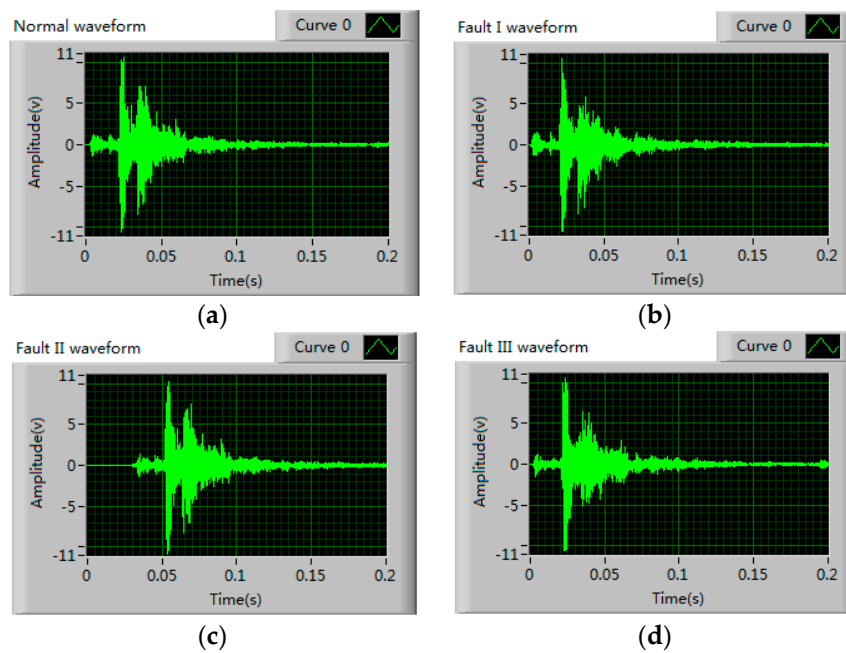 Normal waveform
Curve 0
Amplitude(v)
11
5
0
-5
-11
0
0.05
0.1
0.15
0.2
Time(s)
(a)
Fault I waveform
Curve 0
Amplitude(v)
11
5
0
-5
-11
0
0.05
0.1
0.15
0.2
Time(s)
(b)
Fault II waveform
Curve 0
Amplitude(v)
11
5
0
-5
-11
0
0.05
0.1
0.15
0.2
Time(s)
(c)
Fault III waveform
Curve 0
Amplitude(v)
11
5
0
-5
-11
0
0.05
0.1
0.15
0.2
Time(s)
(d)